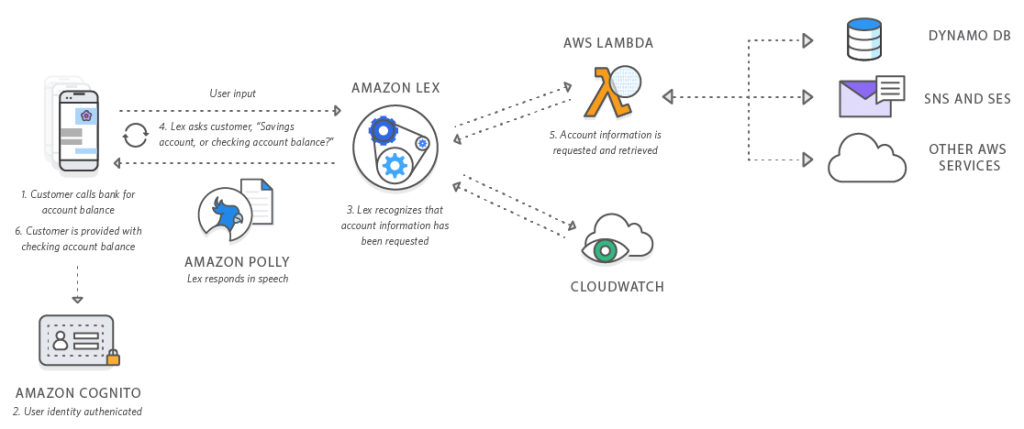 AWS LAMBDA
DYNAMO DB
AMAZON LEX
User input
SNS AND SES
4. Lex asks customer, "Savings
account, or checking account balance?"
5. Account information is
requested and retrieved
OTHER AWS
SERVICES
1. Customer calls bank for
account balance
6. Customer is provided with
checking account balance
3. Lex recognizes that
account information has
been requested
AMAZON POLLY
Lex responds in speech
CLOUDWATCH
AMAZON COGNITO
2. User identity authenicated